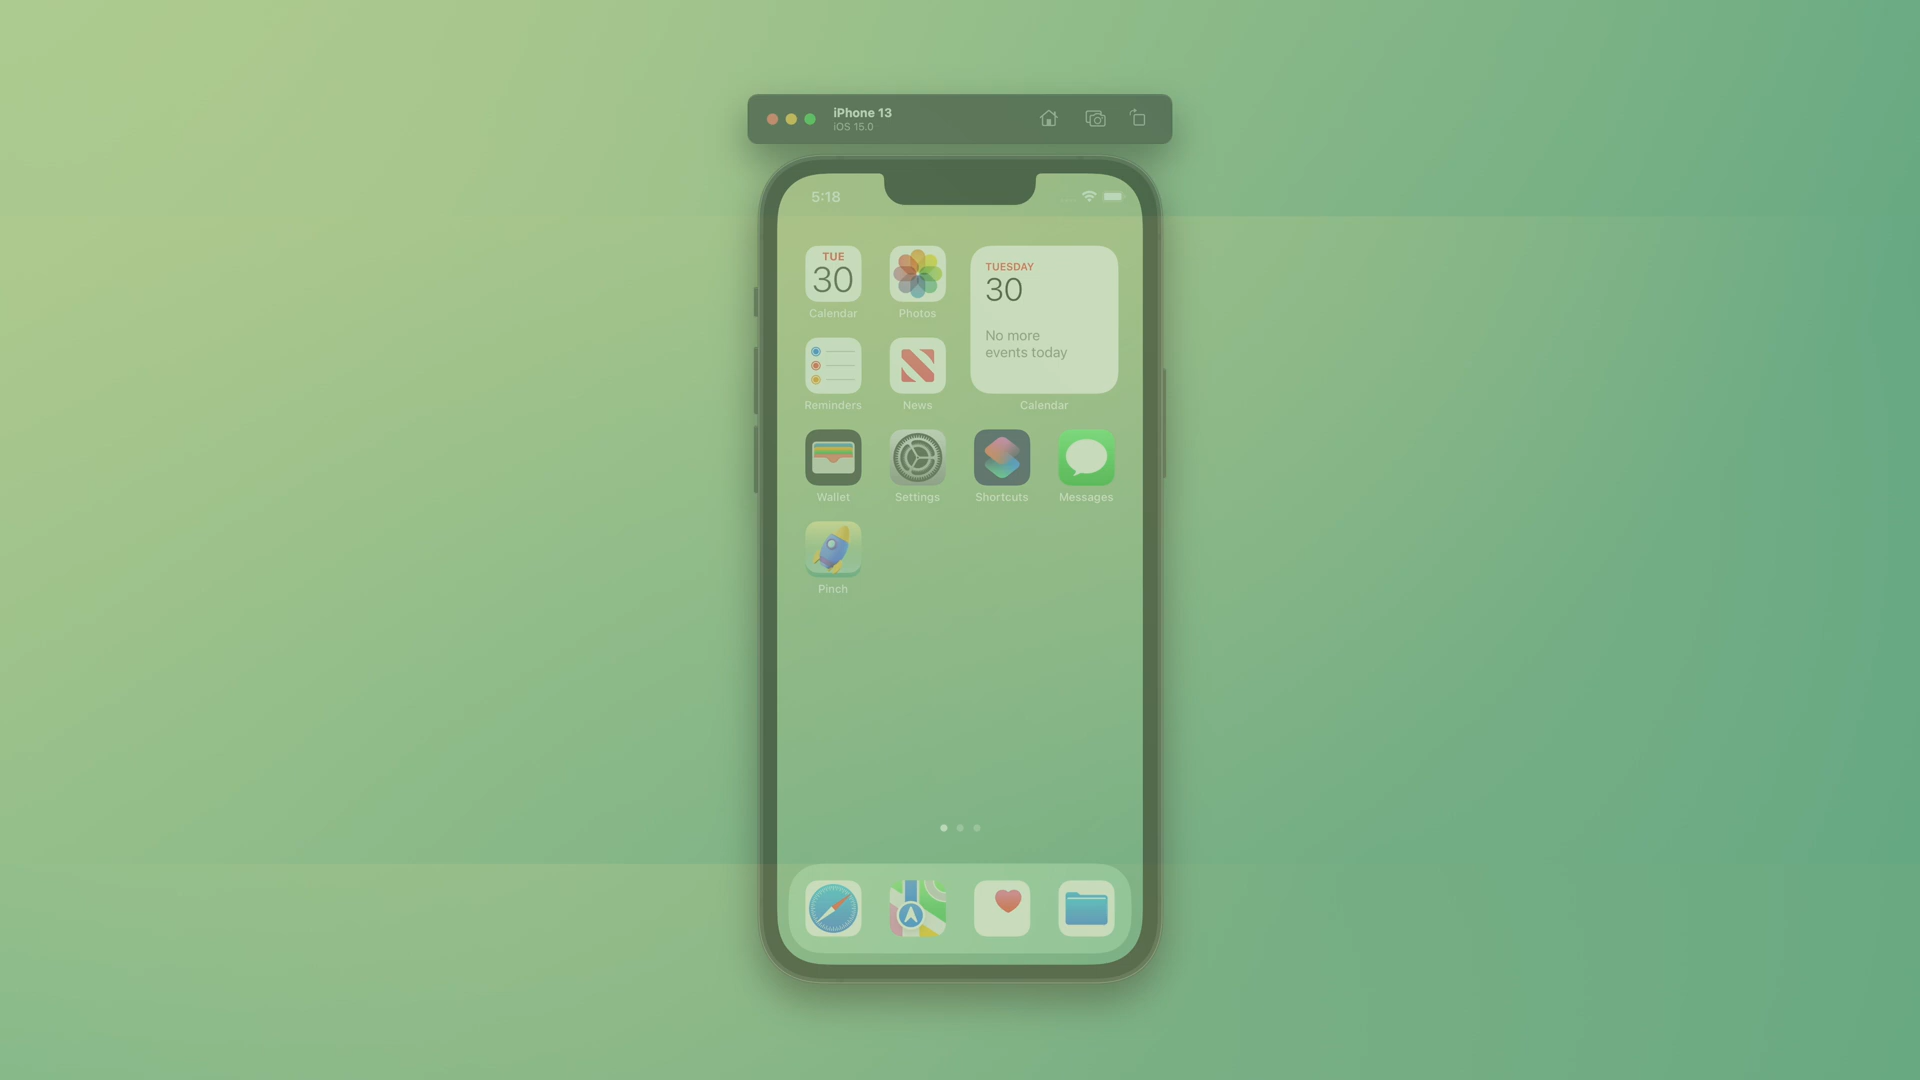 iPhone 13
iOS 15.0
5:18
TUE
30
Calendar
Photos
TUESDAY
30
No more
events today
Reminders
News
Calendar
Wallet
Settings
Shortcuts
Messages
Pinch